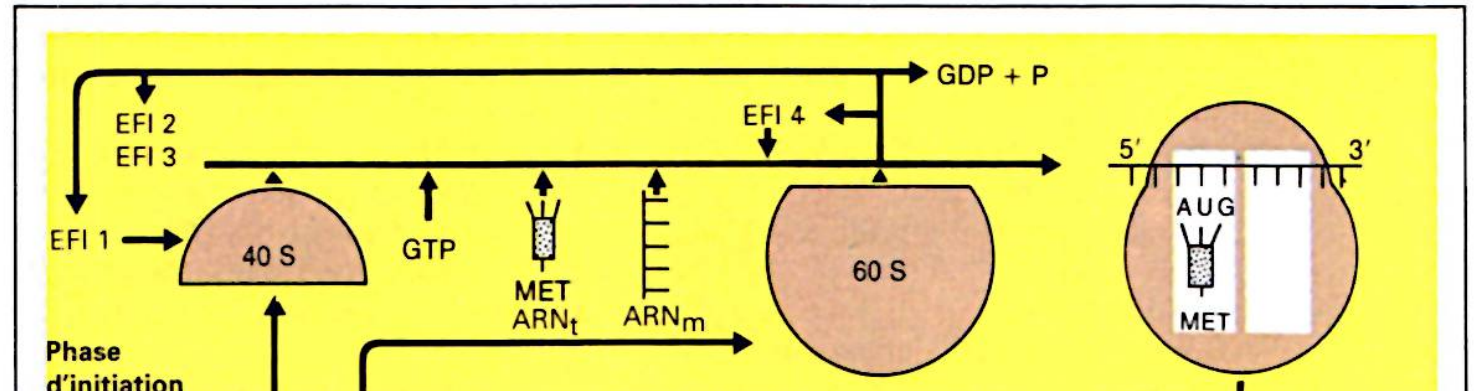 GDP + P
EFI 2
EFI 3
EFI 4
5'
3'
EFI 1
40 S
GTP
MET
ARNt
ARNm
60 S
AUG
MET
Phase
d'initiation